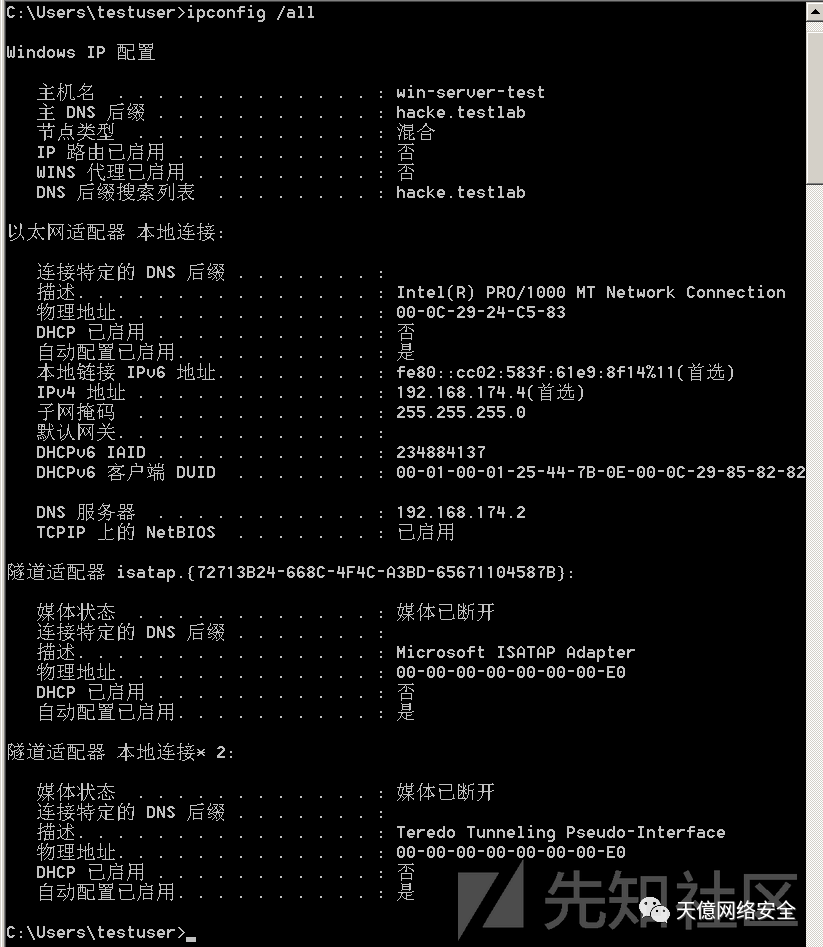 C:\Users\testuser>ipconfig /all
Windows IP 配置
主机名 . . . . . . . . . . . . . : win-server-test
主 DNS 后缀 . . . . . . . . . . . : hacke.testlab
节点类型 . . . . . . . . . . . . : 混合
IP 路由已启用 . . . . . . . . . . : 否
WINS 代理已启用 . . . . . . . . . : 否
DNS 后缀搜索列表 . . . . . . . . : hacke.testlab
以太网适配器 本地连接:
连接特定的 DNS 后缀 . . . . . . . :
描述. . . . . . . . . . . . . . . : Intel(R) PRO/1000 MT Network Connection
物理地址. . . . . . . . . . . . . : 00-0C-29-24-C5-83
DHCP 已启用 . . . . . . . . . . . : 否
自动配置已启用. . . . . . . . . . : 是
本地链接 IPv6 地址. . . . . . . . : fe80::cc02:583f:61e9:8f14%11(首选)
IPv4 地址 . . . . . . . . . . . . : 192.168.174.4(首选)
子网掩码 . . . . . . . . . . . . : 255.255.255.0
默认网关. . . . . . . . . . . . . :
DHCPv6 IAID . . . . . . . . . . . : 234884137
DHCPv6 客户端 DUID . . . . . . . : 00-01-00-01-25-44-7B-0E-00-0C-29-85-82-82
DNS 服务器 . . . . . . . . . . . : 192.168.174.2
TCPIP 上的 NetBIOS . . . . . . . : 已启用
隧道适配器 isatap.{72713B24-668C-4F4C-A3BD-65671104587B}:
媒体状态 . . . . . . . . . . . . : 媒体已断开
连接特定的 DNS 后缀 . . . . . . . :
描述. . . . . . . . . . . . . . . : Microsoft ISATAP Adapter
物理地址. . . . . . . . . . . . . : 00-00-00-00-00-00-00-E0
DHCP 已启用 . . . . . . . . . . . : 否
自动配置已启用. . . . . . . . . . : 是
隧道适配器 本地连接* 2:
媒体状态 . . . . . . . . . . . . : 媒体已断开
连接特定的 DNS 后缀 . . . . . . . :
描述. . . . . . . . . . . . . . . : Teredo Tunneling Pseudo-Interface
物理地址. . . . . . . . . . . . . : 00-00-00-00-00-00-00-E0
DHCP 已启用 . . . . . . . . . . . : 否
自动配置已启用. . . . . . . . . . : 是
先知社区
天億网络安全
C:\Users\testuser>_